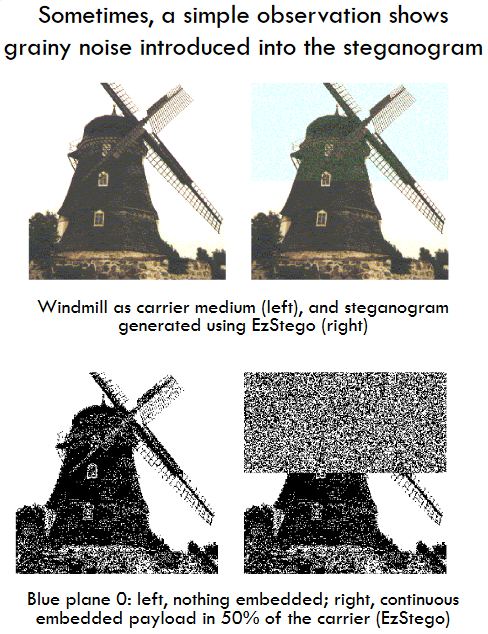 Sometimes, a simple observation shows
grainy noise introduced into the steganogram
Windmill as carrier medium (left), and steganogram
generated using EzStego (right)
Blue plane 0: left, nothing embedded; right, continuous
embedded payload in 50% of the carrier (EzStego)